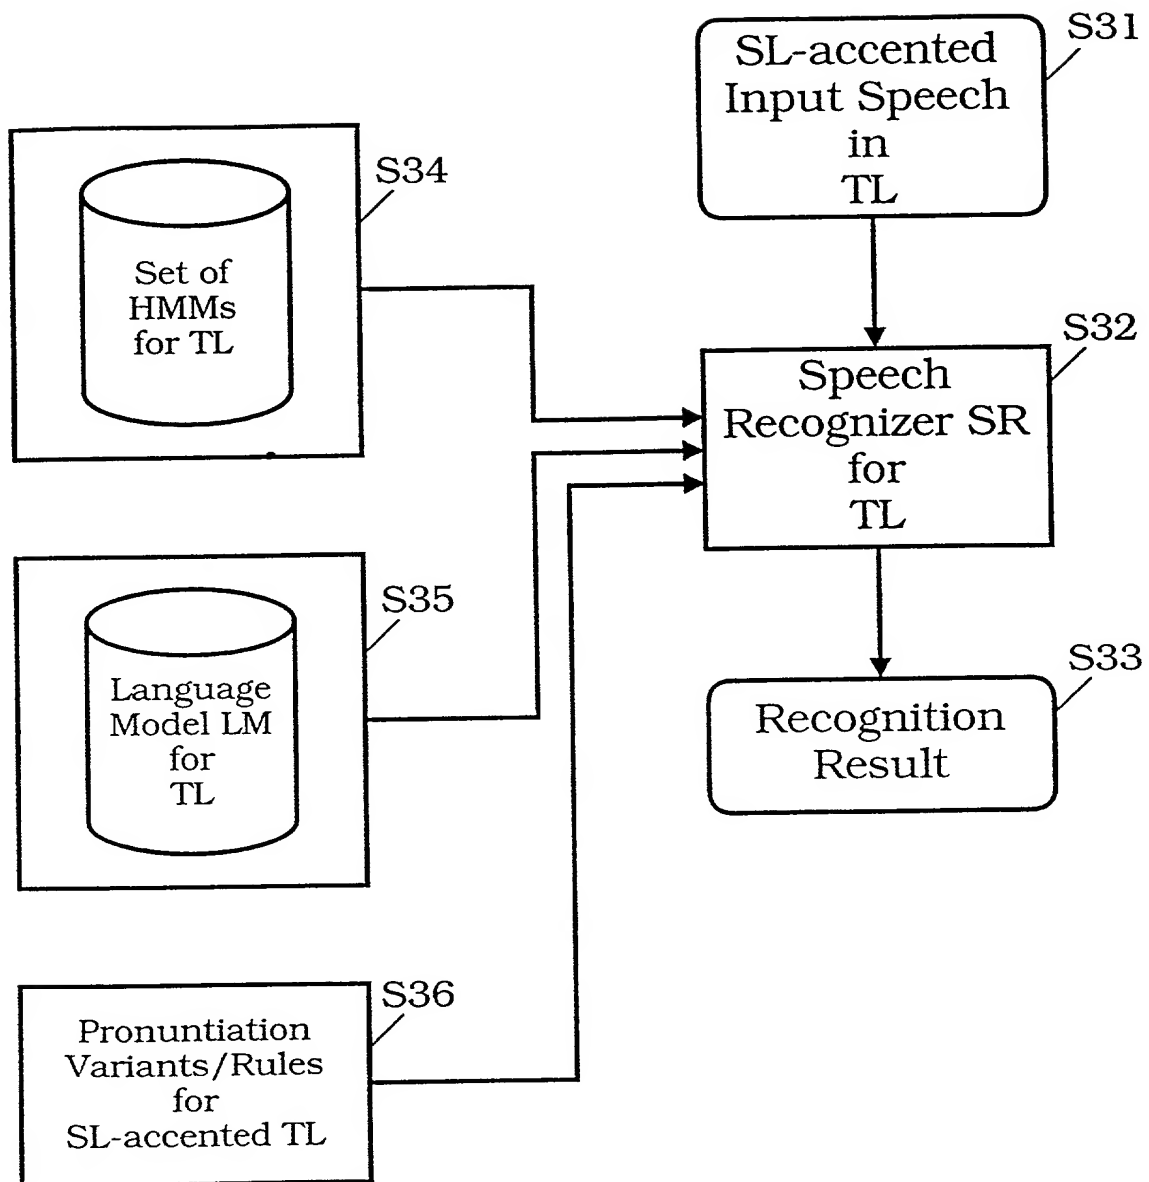 S31
SL-accented
Input Speech
in
TL
S34
Set of
HMMs
for TL
S32
Speech
Recognizer SR
for
TL
S35
Language
Model LM
for
TL
S33
Recognition
Result
S36
Pronuntiation
Variants/Rules
for
SL-accented TL